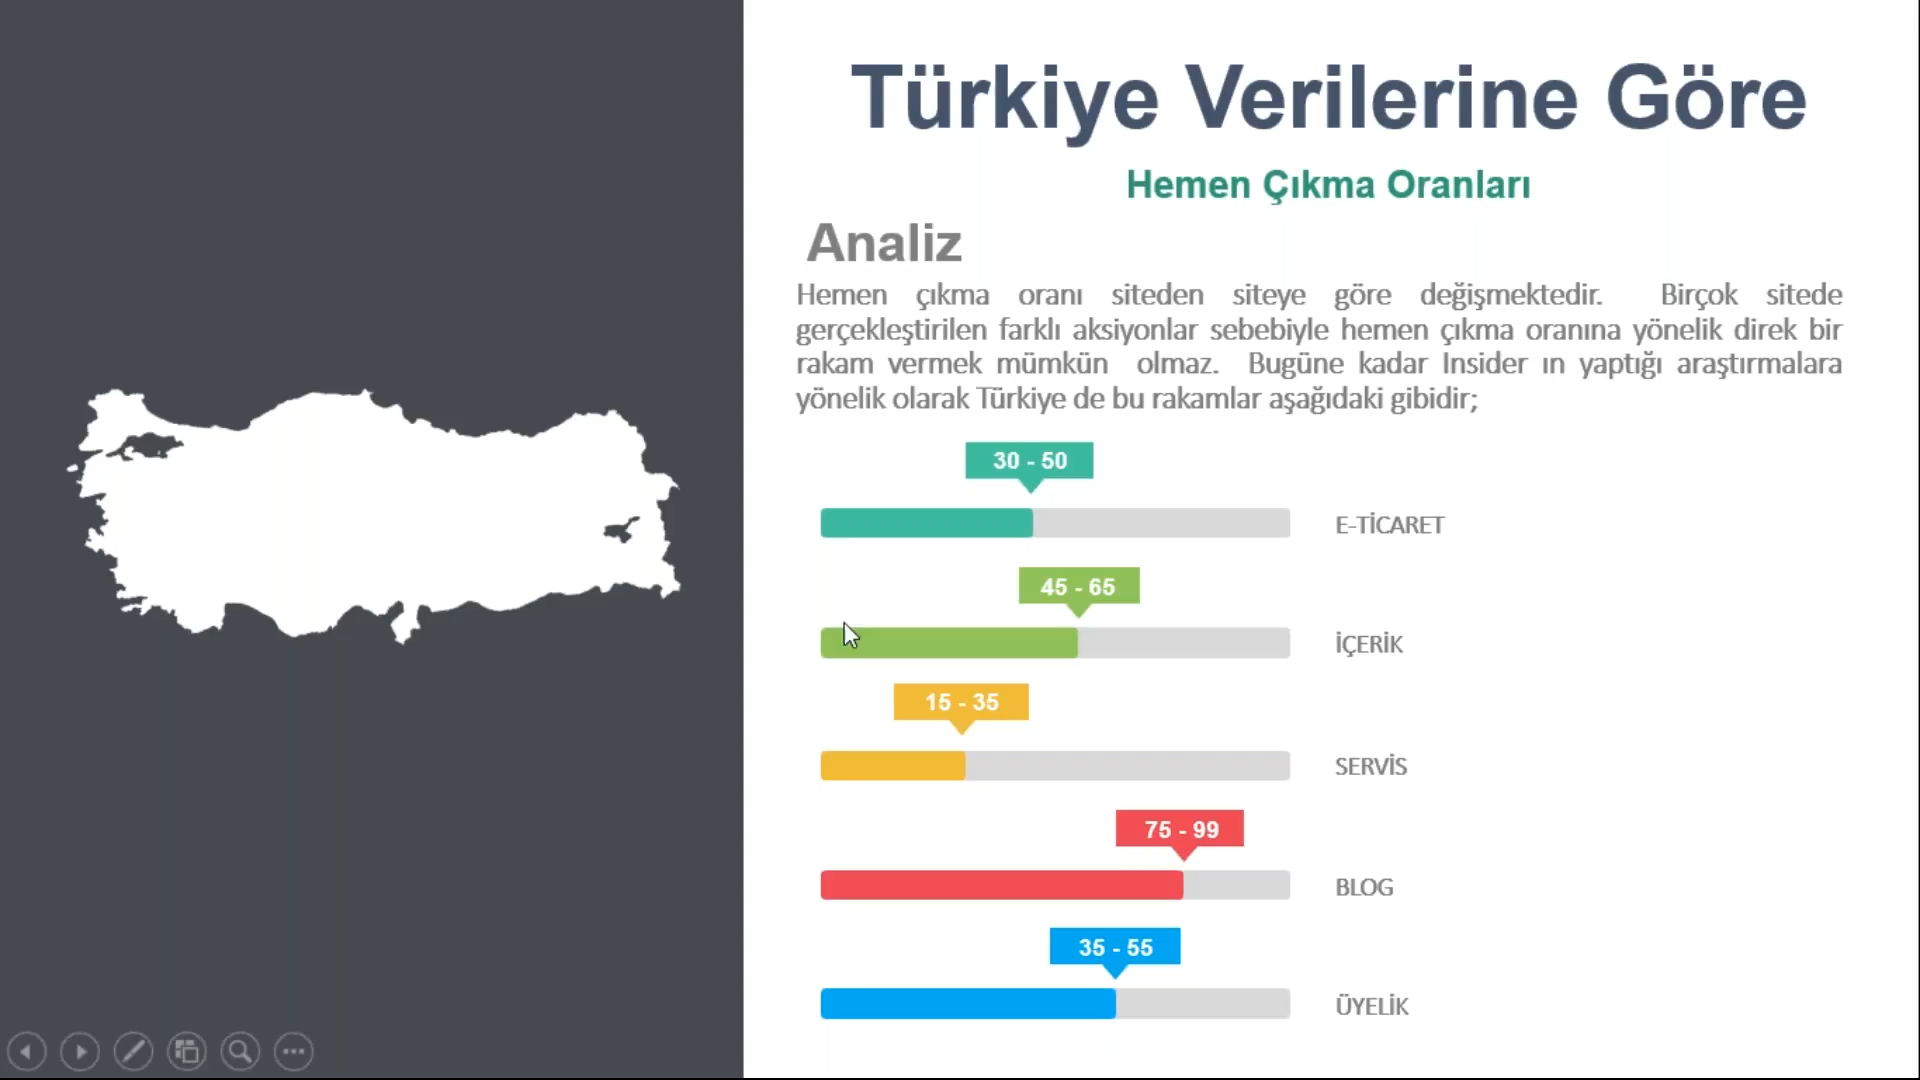 Türkiye Verilerine Göre
Hemen Çıkma Oranları
Analiz
Hemen çıkma oranı siteden siteye göre değişmektedir. Birçok sitede
gerçekleştirilen farklı aksiyonlar sebebiyle hemen çıkma oranına yönelik direk bir
rakam vermek mümkün olmaz. Bugüne kadar Insider ın yaptığı araştırmalara
yönelik olarak Türkiye de bu rakamlar aşağıdaki gibidir;
30 - 50
E-TİCARET
45 - 65
İÇERİK
15 - 35
SERVİS
75 - 99
BLOG
35 - 55
ÜYELİK